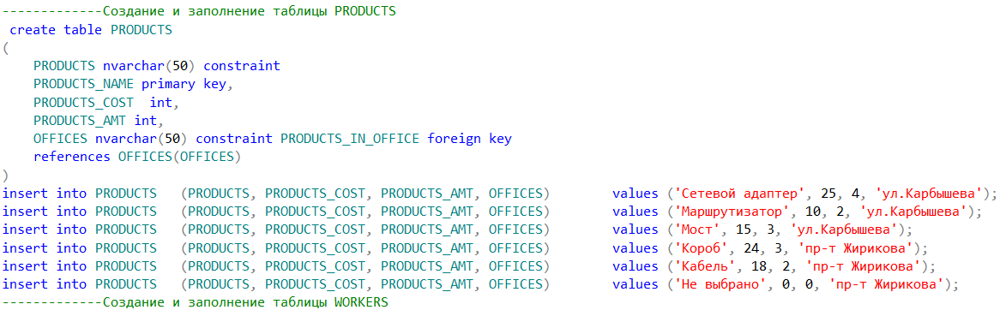 -------------Создание и заполнение таблицы PRODUCTS
create table PRODUCTS
(
PRODUCTS nvarchar(50) constraint
PRODUCTS_NAME primary key,
PRODUCTS_COST  int,
PRODUCTS_AMT int,
OFFICES nvarchar(50) constraint PRODUCTS_IN_OFFICE foreign key
references OFFICES(OFFICES)
)
insert into PRODUCTS   (PRODUCTS, PRODUCTS_COST, PRODUCTS_AMT, OFFICES)        values ('Сетевой адаптер', 25, 4, 'ул.Карбышева');
insert into PRODUCTS   (PRODUCTS, PRODUCTS_COST, PRODUCTS_AMT, OFFICES)        values ('Маршрутизатор', 10, 2, 'ул.Карбышева');
insert into PRODUCTS   (PRODUCTS, PRODUCTS_COST, PRODUCTS_AMT, OFFICES)        values ('Мост', 15, 3, 'ул.Карбышева');
insert into PRODUCTS   (PRODUCTS, PRODUCTS_COST, PRODUCTS_AMT, OFFICES)        values ('Короб', 24, 3, 'пр-т Жирикова');
insert into PRODUCTS   (PRODUCTS, PRODUCTS_COST, PRODUCTS_AMT, OFFICES)        values ('Кабель', 18, 2, 'пр-т Жирикова');
insert into PRODUCTS   (PRODUCTS, PRODUCTS_COST, PRODUCTS_AMT, OFFICES)        values ('Не выбрано', 0, 0, 'пр-т Жирикова');
-------------Создание и заполнение таблицы WORKERS